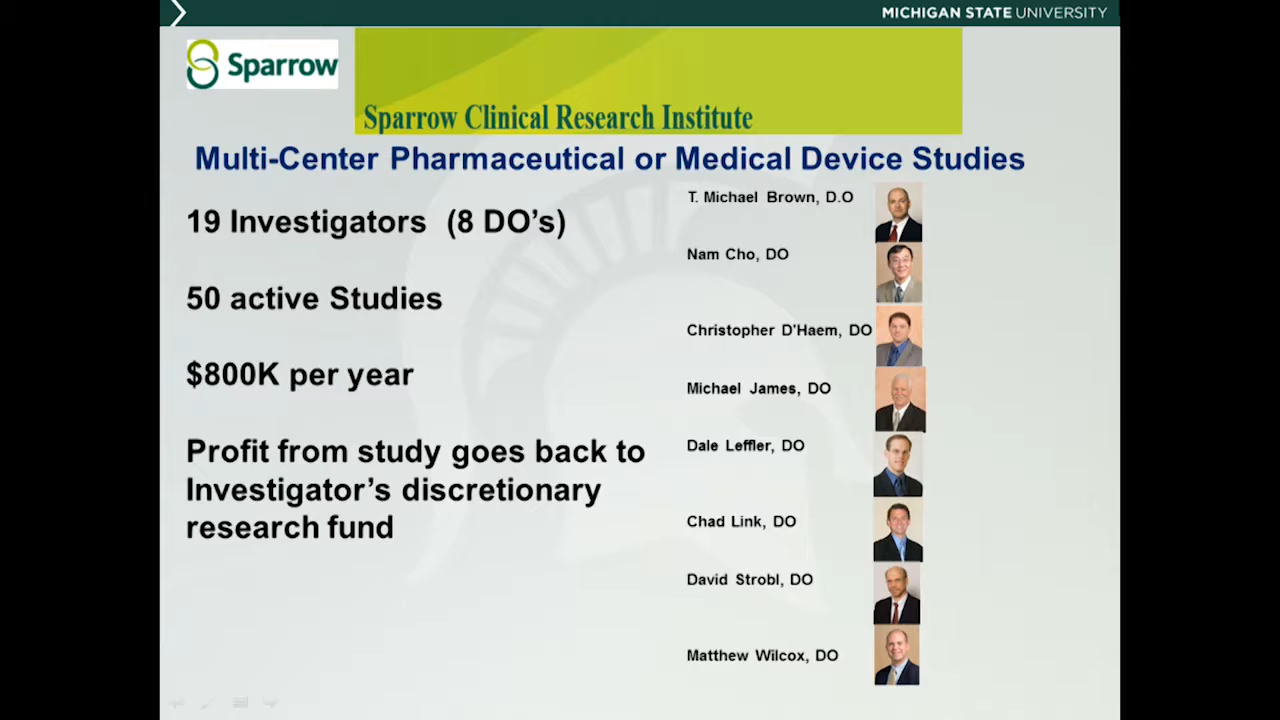 MICHIGAN STATE UNIVERSITY
Sparrow
Sparrow Clinical Research Institute
Multi-Center Pharmaceutical or Medical Device Studies
19 Investigators (8 DO's)
50 active Studies
$800K per year
Profit from study goes back to
Investigator's discretionary
research fund
T. Michael Brown, D.O
Nam Cho, DO
Christopher D'Haem, DO
Michael James, DO
Dale Leffler, DO
Chad Link, DO
David Strobl, DO
Matthew Wilcox, DO